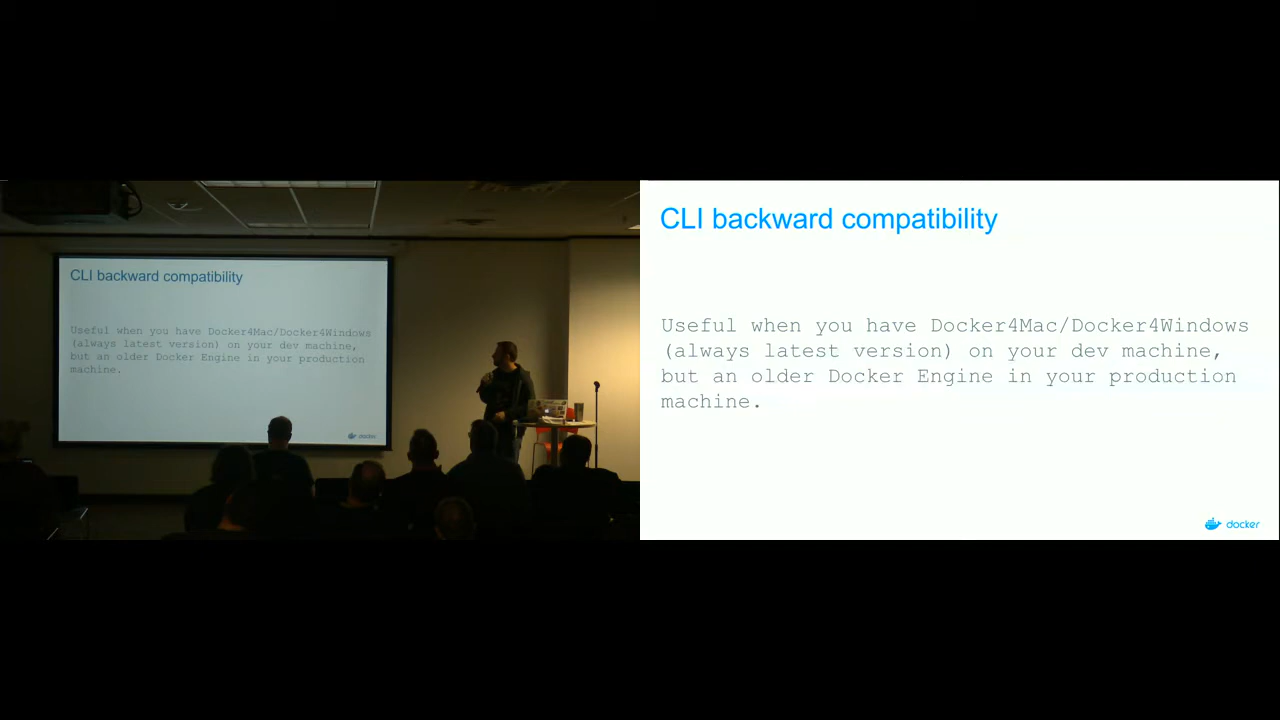 CLI backward compatibility
Useful when you have Docker4Mac/Docker4Windows
(always latest version) on your dev machine,
but an older Docker Engine in your production
machine.
docker
CLI backward compatibility
Useful when you have Docker4Mac/Docker4Windows
(always latest version) on your dev machine,
but an older Docker Engine in your production
machine.
docker